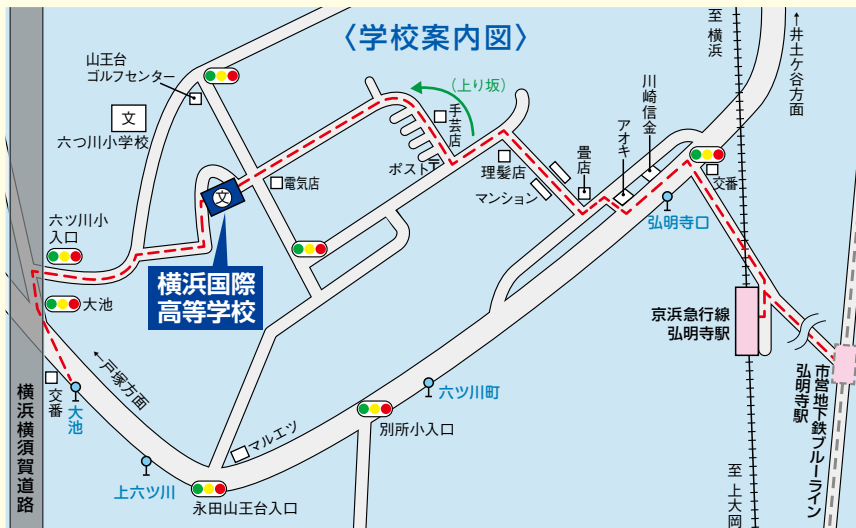 〈学校案内図〉
至 横浜
←井土ケ谷方面
山王台
ゴルフセンター
文
六つ川小学校
(上り坂)
手芸店
川崎信金
アオキ
畳店
ポスト〒
理髪店
マンション
交番
弘明寺口
文
電気店
六ツ川小
入口
横浜国際
高等学校
大池
京浜急行線
弘明寺駅
市営地下鉄ブルーライン
弘明寺駅
←戸塚方面
六ツ川町
横浜横須賀道路
交番
大池
マルエツ
別所小入口
上六ツ川
永田山王台入口
至 上大岡